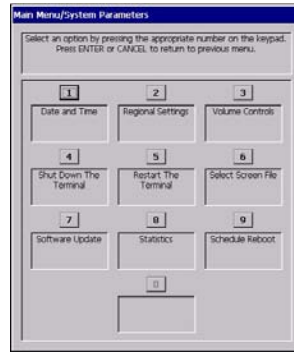 Main Menu/System Parameters
Select an option by pressing the appropriate number on the keypad.
Press ENTER or CANCEL to return to
previous menu.
1 2 3
Date and Time Regional Settings Volume Controls
4 5 6
Shut Down The Restart The Select Screen File
Terminal Terminal
7 8 9
Software Update Statistics Schedule Reboot
0